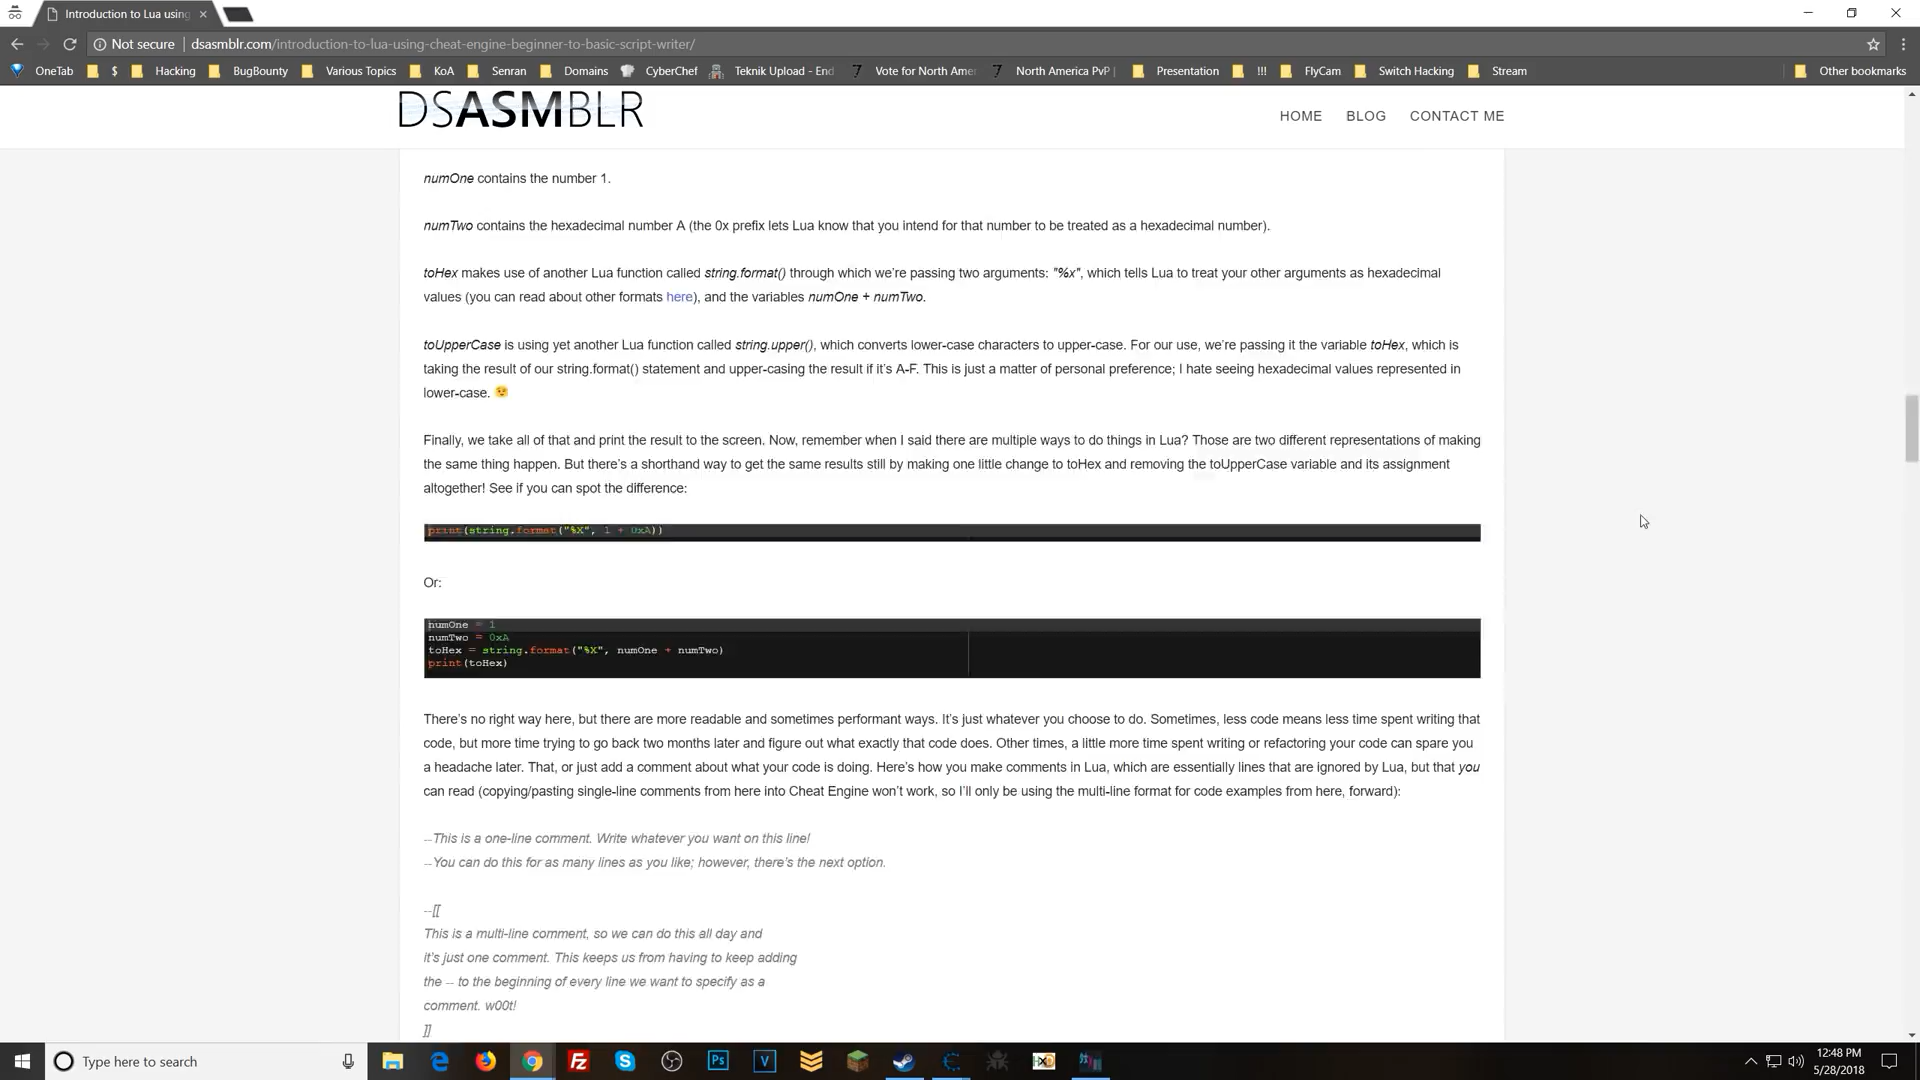 Introduction to Lua using
Not secure | dsasmblr.com/introduction-to-lua-using-cheat-engine-beginner-to-basic-script-writer/
OneTab $ Hacking BugBounty Various Topics KoA Senran Domains CyberChef Teknik Upload - End Vote for North Ame North America PvP | Presentation !!! FlyCam Switch Hacking Stream Other bookmarks
DSASMBLR
HOME BLOG CONTACT ME
numOne contains the number 1.
numTwo contains the hexadecimal number A (the 0x prefix lets Lua know that you intend for that number to be treated as a hexadecimal number).
toHex makes use of another Lua function called string.format() through which we're passing two arguments: "%x", which tells Lua to treat your other arguments as hexadecimal
values (you can read about other formats here), and the variables numOne + numTwo.
toUpperCase is using yet another Lua function called string.upper(), which converts lower-case characters to upper-case. For our use, we're passing it the variable toHex, which is
taking the result of our string.format() statement and upper-casing the result if it's A-F. This is just a matter of personal preference; I hate seeing hexadecimal values represented in
lower-case.
Finally, we take all of that and print the result to the screen. Now, remember when I said there are multiple ways to do things in Lua? Those are two different representations of making
the same thing happen. But there's a shorthand way to get the same results still by making one little change to toHex and removing the toUpperCase variable and its assignment
altogether! See if you can spot the difference:
print(string.format("%X", 1 + 0xA))
Or:
numOne = 1
numTwo = 0xA
toHex = string.format("%X", numOne + numTwo)
print(toHex)
There's no right way here, but there are more readable and sometimes performant ways. It's just whatever you choose to do. Sometimes, less code means less time spent writing that
code, but more time trying to go back two months later and figure out what exactly that code does. Other times, a little more time spent writing or refactoring your code can spare you
a headache later. That, or just add a comment about what your code is doing. Here's how you make comments in Lua, which are essentially lines that are ignored by Lua, but that you
can read (copying/pasting single-line comments from here into Cheat Engine won't work, so I'll only be using the multi-line format for code examples from here, forward):
--This is a one-line comment. Write whatever you want on this line!
--You can do this for as many lines as you like; however, there's the next option.
--[[
This is a multi-line comment, so we can do this all day and
it's just one comment. This keeps us from having to keep adding
the -- to the beginning of every line we want to specify as a
comment. w00t!
]]
Type here to search
12:48 PM
5/28/2018